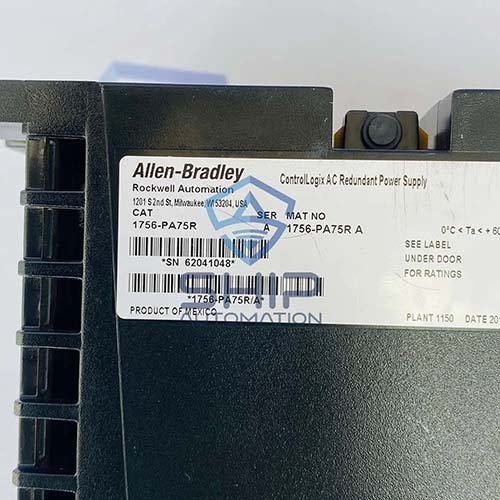 Allen-Bradley
ControlLogix AC Redundant Power Supply
Rockwell Automation
1201 S 2nd St, Milwaukee, WI 53204, USA
CAT SER MAT NO
1756-PA75R A 1756-PA75R A 0°C < Ta < + 60
SEE LABEL
UNDER DOOR
FOR RATINGS
*SN 62041048*
SHIP
*1756-PA75R/A*
AUTOMATION
PRODUCT OF MEXICO
PLANT 1150 DATE 201